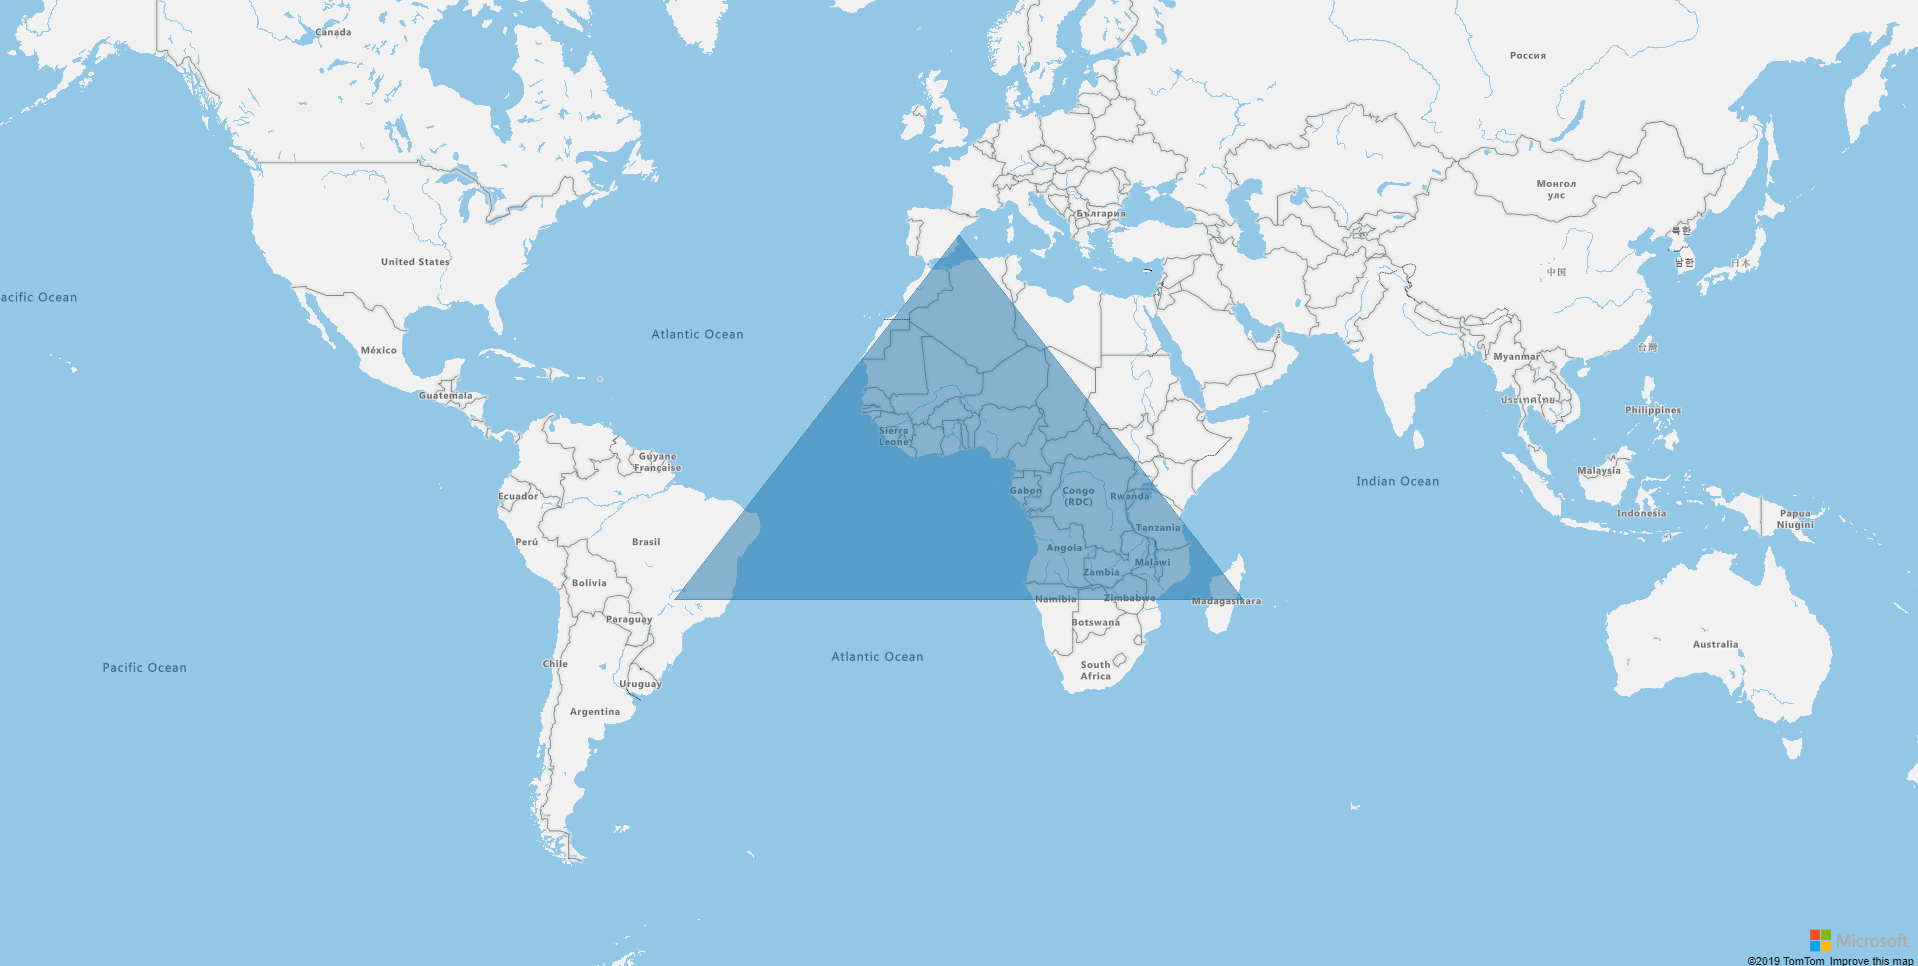 Canada
Россия
Монгол
улс
България
북한
United States
남한
日本
中国
acific Ocean
Atlantic Ocean
台灣
México
Myanmar
Guatemala
ประเทศไทย
Philippines
Sierra
Leone
Guyane
Française
Malaysia
Indian Ocean
Ecuador
Gabon
Congo
(RDC)
Rwanda
Indonesia
Papua
Niugini
Perú
Brasil
Tanzania
Angola
Malawi
Zambia
Bolivia
Namibia
Zimbabwe
Madagasikara
Paraguay
Botswana
Australia
Atlantic Ocean
Pacific Ocean
Chile
South
Africa
Uruguay
Argentina
Microsoft
©2019 TomTom Improve this map